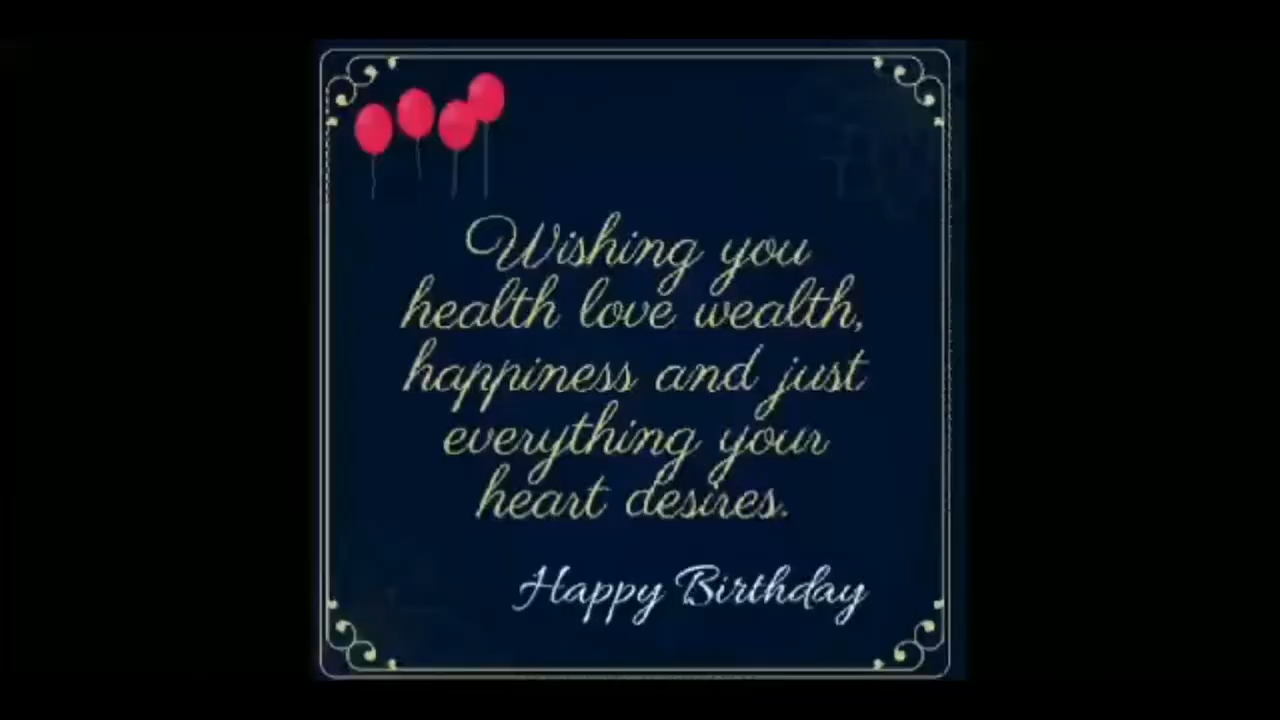 Wishing you
health love wealth,
happiness and just
everything your
heart desires.
Happy Birthday